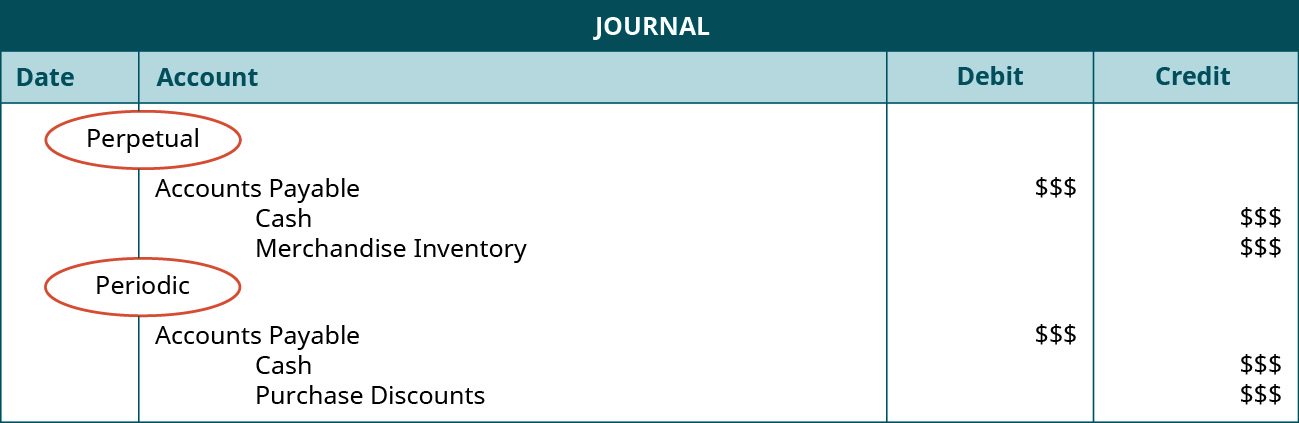 JOURNAL
Date Account Debit Credit
Perpetual
Accounts Payable $$$
Cash $$$
Merchandise Inventory $$$
Periodic
Accounts Payable $$$
Cash $$$
Purchase Discounts $$$